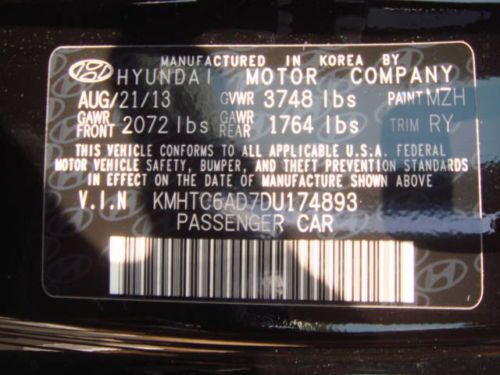 MANUFACTURED IN KOREA BY
HYUNDAI MOTOR COMPANY
AUG/21/13 GVWR 3748 lbs PAINT MZH
GAWR FRONT 2072 lbs GAWR REAR 1764 lbs TRIM RY
THIS VEHICLE CONFORMS TO ALL APPLICABLE U.S.A. FEDERAL
MOTOR VEHICLE SAFETY, BUMPER, AND THEFT PREVENTION STANDARDS
IN EFFECT ON THE DATE OF MANUFACTURE SHOWN ABOVE
V.I.N KMHTC6AD7DU174893
PASSENGER CAR